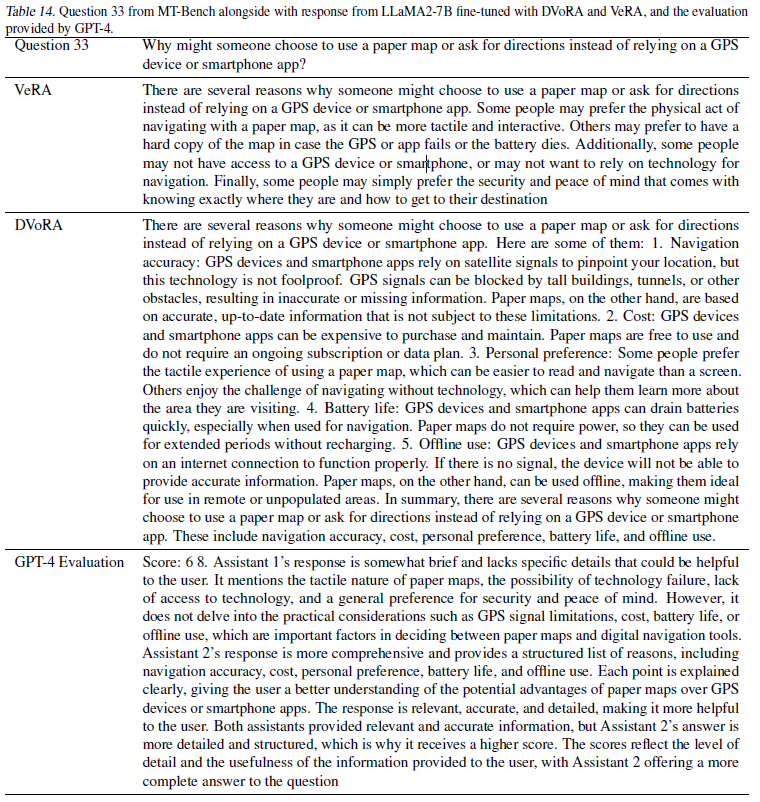 Table 14. Question 33 from MT-Bench alongside with response from LLaMA2-7B fine-tuned with DVoRA and VeRA, and the evaluation
provided by GPT-4.
Question 33 Why might someone choose to use a paper map or ask for directions instead of relying on a GPS
device or smartphone app?
VeRA There are several reasons why someone might choose to use a paper map or ask for directions
instead of relying on a GPS device or smartphone app. Some people may prefer the physical act of
navigating with a paper map, as it can be more tactile and interactive. Others may prefer to have a
hard copy of the map in case the GPS or app fails or the battery dies. Additionally, some people
may not have access to a GPS device or smartphone, or may not want to rely on technology for
navigation. Finally, some people may simply prefer the security and peace of mind that comes with
knowing exactly where they are and how to get to their destination
DVoRA There are several reasons why someone might choose to use a paper map or ask for directions
instead of relying on a GPS device or smartphone app. Here are some of them: 1. Navigation
accuracy: GPS devices and smartphone apps rely on satellite signals to pinpoint your location, but
this technology is not foolproof. GPS signals can be blocked by tall buildings, tunnels, or other
obstacles, resulting in inaccurate or missing information. Paper maps, on the other hand, are based
on accurate, up-to-date information that is not subject to these limitations. 2. Cost: GPS devices
and smartphone apps can be expensive to purchase and maintain. Paper maps are free to use and
do not require an ongoing subscription or data plan. 3. Personal preference: Some people prefer
the tactile experience of using a paper map, which can be easier to read and navigate than a screen.
Others enjoy the challenge of navigating without technology, which can help them learn more about
the area they are visiting. 4. Battery life: GPS devices and smartphone apps can drain batteries
quickly, especially when used for navigation. Paper maps do not require power, so they can be used
for extended periods without recharging. 5. Offline use: GPS devices and smartphone apps rely
on an internet connection to function properly. If there is no signal, the device will not be able to
provide accurate information. Paper maps, on the other hand, can be used offline, making them ideal
for use in remote or unpopulated areas. In summary, there are several reasons why someone might
choose to use a paper map or ask for directions instead of relying on a GPS device or smartphone
app. These include navigation accuracy, cost, personal preference, battery life, and offline use.
GPT-4 Evaluation Score: 6 8. Assistant 1's response is somewhat brief and lacks specific details that could be helpful
to the user. It mentions the tactile nature of paper maps, the possibility of technology failure, lack
of access to technology, and a general preference for security and peace of mind. However, it
does not delve into the practical considerations such as GPS signal limitations, cost, battery life, or
offline use, which are important factors in deciding between paper maps and digital navigation tools.
Assistant 2's response is more comprehensive and provides a structured list of reasons, including
navigation accuracy, cost, personal preference, battery life, and offline use. Each point is explained
clearly, giving the user a better understanding of the potential advantages of paper maps over GPS
devices or smartphone apps. The response is relevant, accurate, and detailed, making it more helpful
to the user. Both assistants provided relevant and accurate information, but Assistant 2's answer is
more detailed and structured, which is why it receives a higher score. The scores reflect the level of
detail and the usefulness of the information provided to the user, with Assistant 2 offering a more
complete answer to the question